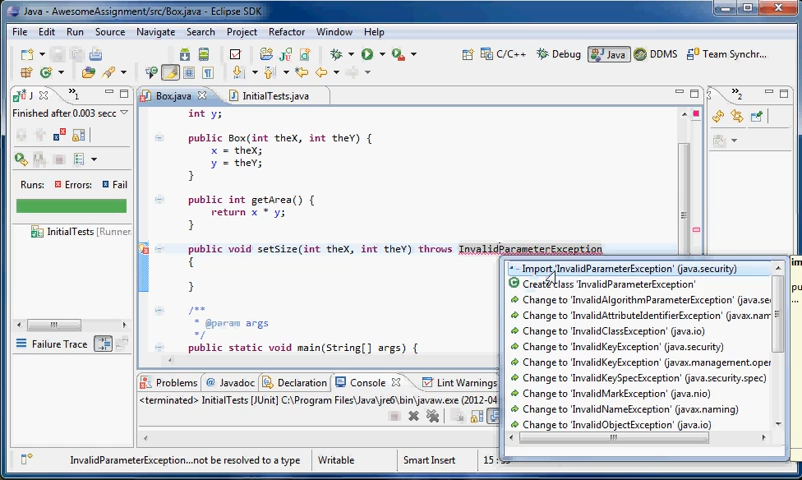 Java - AwesomeAssignment/src/Box.java - Eclipse SDK
File Edit Run Source Navigate Search Project Refactor Window Help
C/C++ Debug Java DDMS Team Synchr...
J »1
Finished after 0.003 secc
Runs: Errors: Fail
InitialTests [Runner
Failure Trace
Box.java InitialTests.java
int y;
public Box(int theX, int theY) {
x = theX;
y = theY;
}
public int getArea() {
return x * y;
}
public void setSize(int theX, int theY) throws InvalidParameterException
{
}
/**
* @param args
*/
public static void main(String[] args) {
»2
Import 'InvalidParameterException' (java.security)
Create class 'InvalidParameterException'
Change to 'InvalidAlgorithmParameterException' (java.se
Change to 'InvalidAttributeIdentifierException' (javax.man
Change to 'InvalidClassException' (java.io)
Change to 'InvalidKeyException' (java.security)
Change to 'InvalidKeyException' (javax.management.oper
Change to 'InvalidKeySpecException' (java.security.spec)
Change to 'InvalidMarkException' (java.nio)
Change to 'InvalidNameException' (javax.naming)
Change to 'InvalidObjectException' (java.io)
im
pu
...
Problems Javadoc Declaration Console Lint Warnings
<terminated> InitialTests [JUnit] C:\Program Files\Java\jre6\bin\javaw.exe (2012-04-
InvalidParameterException...not be resolved to a type Writable Smart Insert 15 :